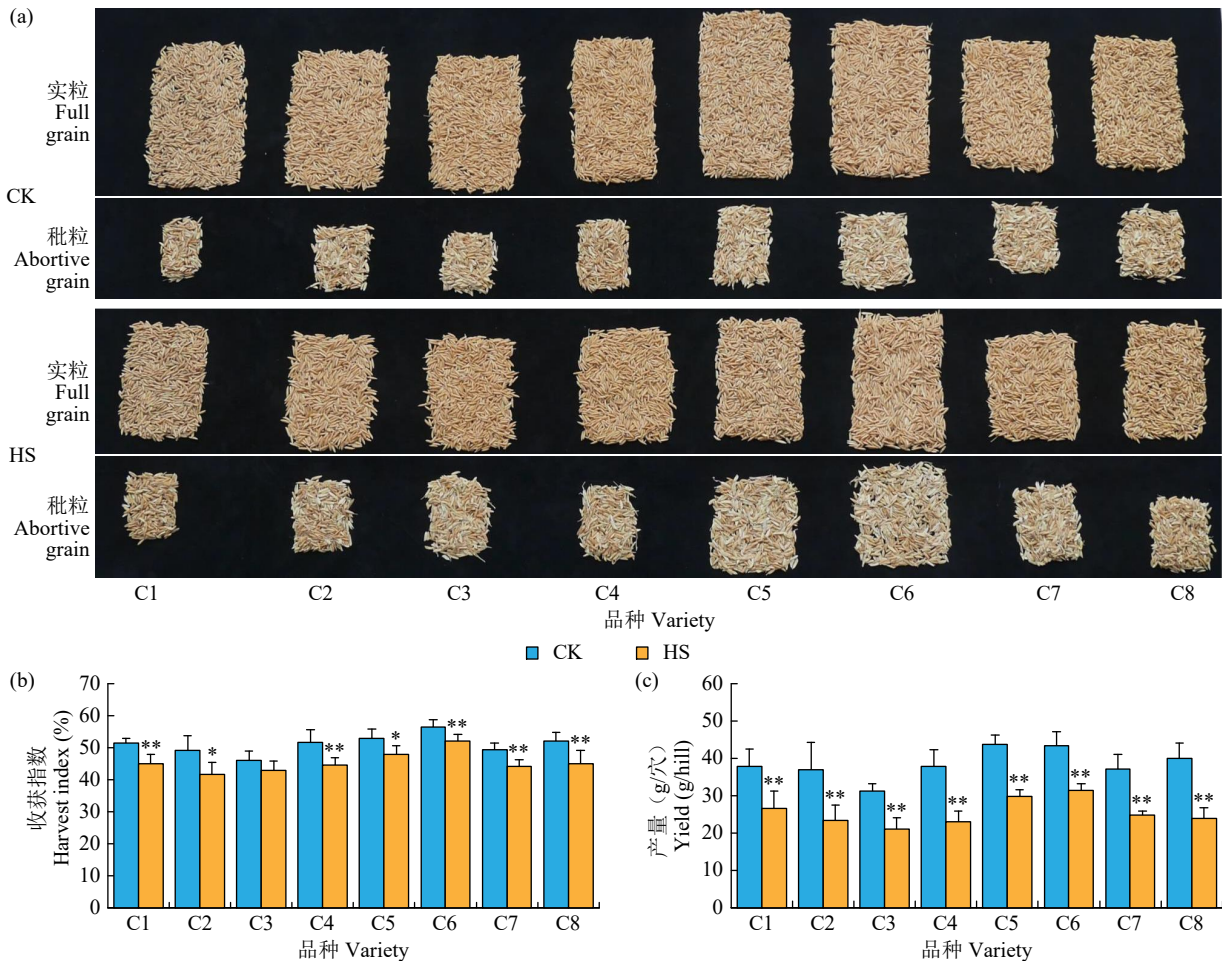 (a)
实粒
Full
grain
CK
秕粒
Abortive
grain
实粒
Full
grain
HS
秕粒
Abortive
grain
C1 C2 C3 C4 C5 C6 C7 C8
品种 Variety
CK HS
(b)
收获指数
Harvest index (%)
70
60
50
40
30
20
10
0
** * ** * ** ** **
C1 C2 C3 C4 C5 C6 C7 C8
品种 Variety
(c)
产量（g/穴）
Yield (g/hill)
60
50
40
30
20
10
0
** ** ** ** ** ** ** **
C1 C2 C3 C4 C5 C6 C7 C8
品种 Variety